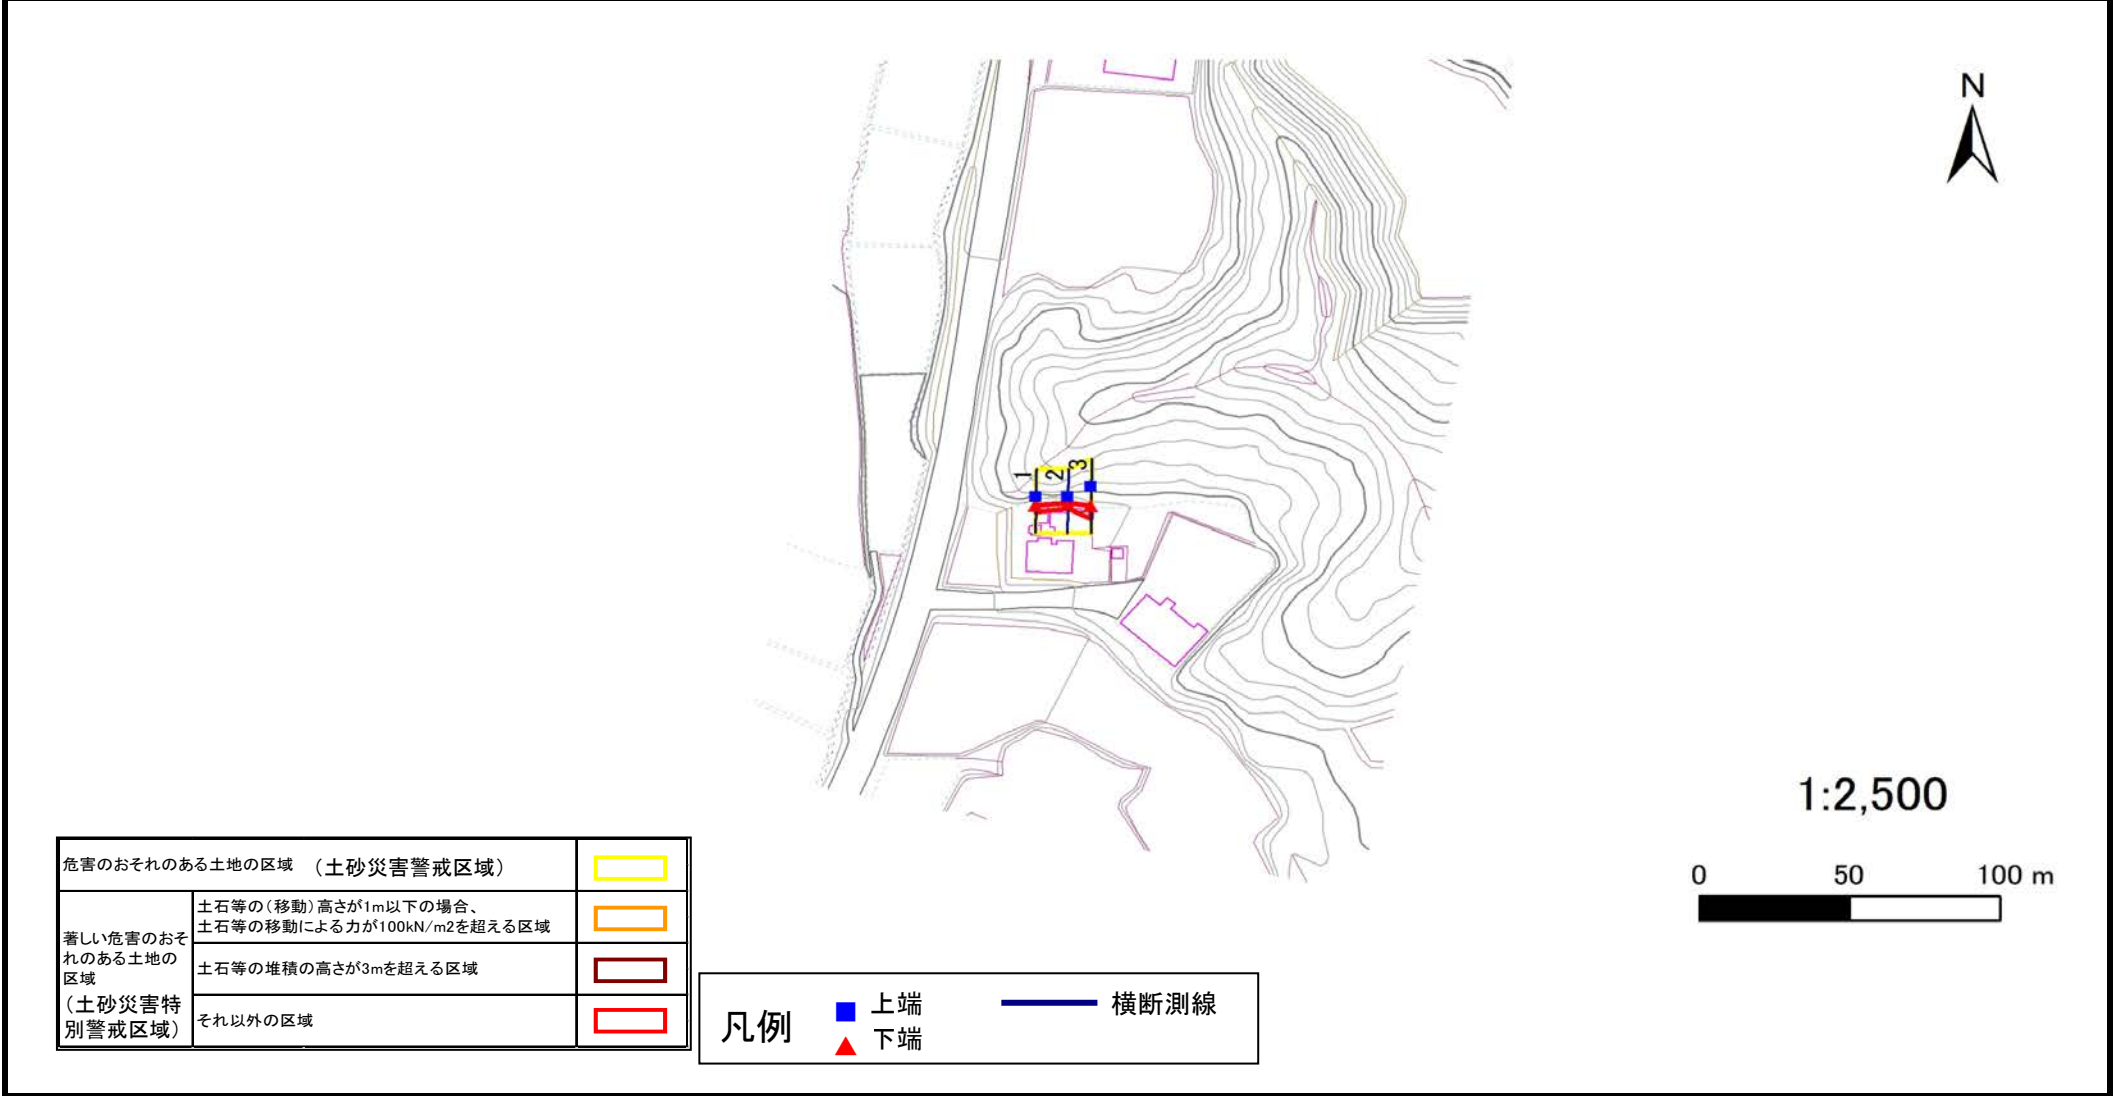 N
1
2
3
1:2,500
0 50 100 m
危害のおそれのある土地の区域 （土砂災害警戒区域）
著しい危害のおそ
れのある土地の
区域
（土砂災害特
別警戒区域）
土石等の（移動）高さが1m以下の場合、
土石等の移動による力が100kN/m2を超える区域
土石等の堆積の高さが3mを超える区域
それ以外の区域
凡例
上端
下端
横断測線